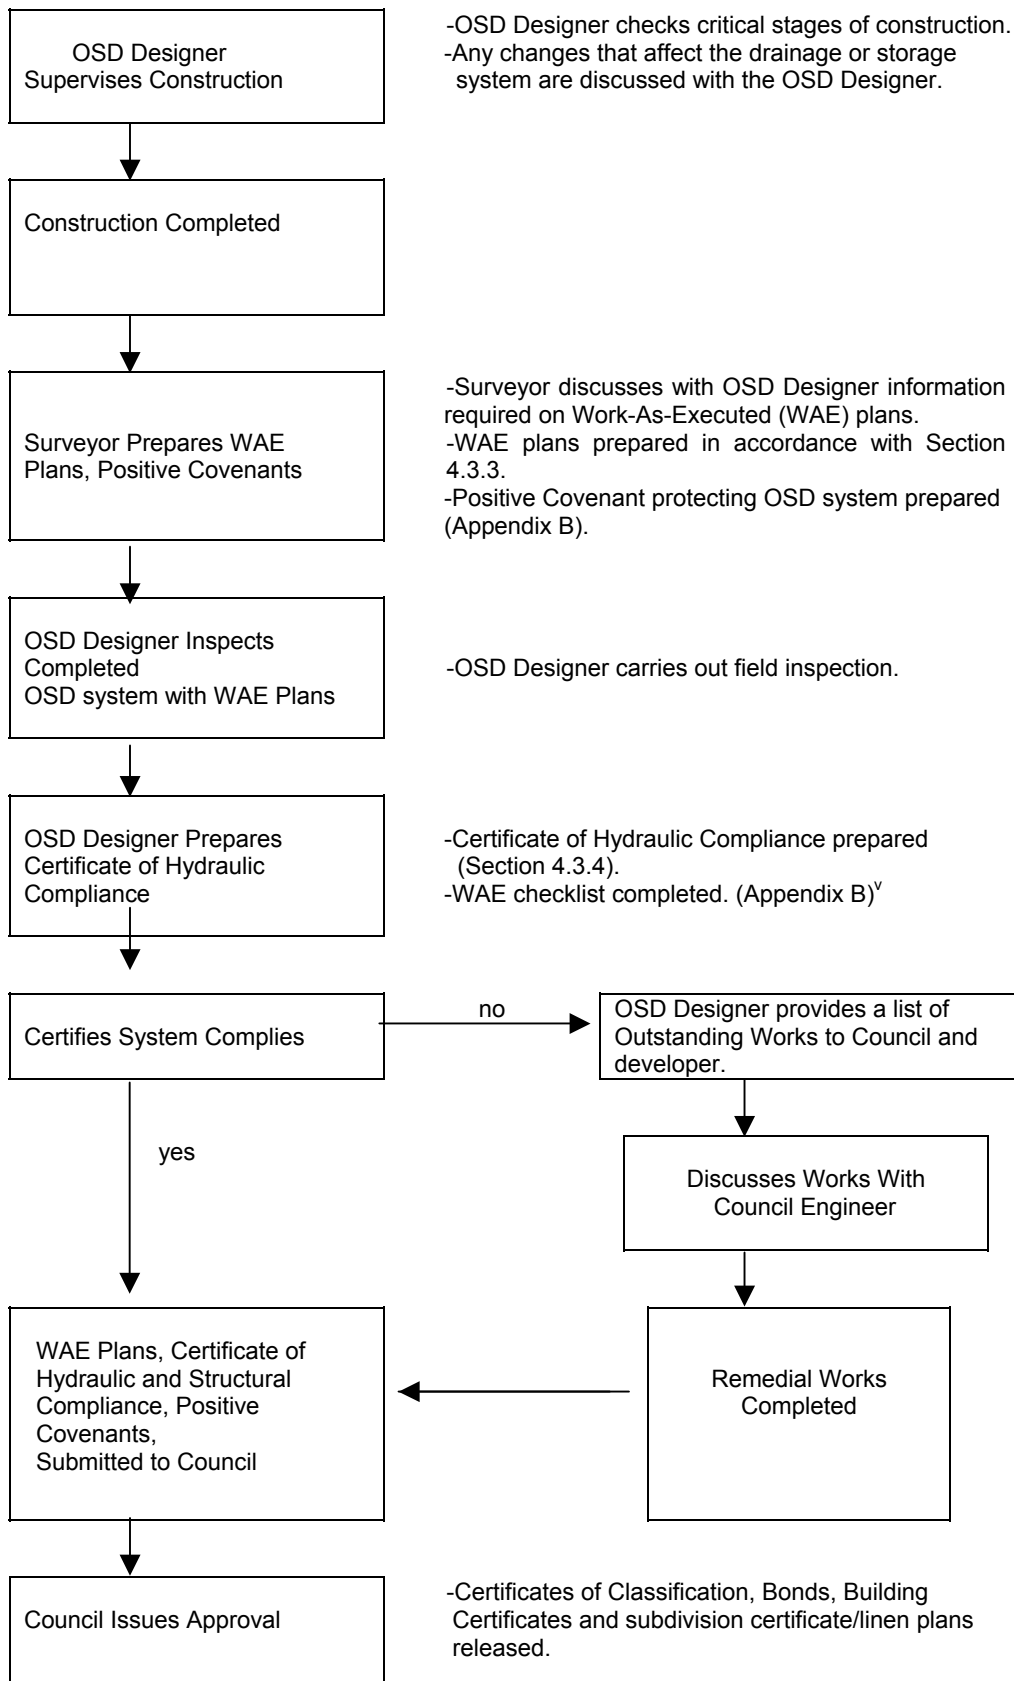 OSD Designer
Supervises Construction
-OSD Designer checks critical stages of construction.
-Any changes that affect the drainage or storage
system are discussed with the OSD Designer.
Construction Completed
Surveyor Prepares WAE
Plans, Positive Covenants
-Surveyor discusses with OSD Designer information
required on Work-As-Executed (WAE) plans.
-WAE plans prepared in accordance with Section
4.3.3.
-Positive Covenant protecting OSD system prepared
(Appendix B).
OSD Designer Inspects
Completed
OSD system with WAE Plans
-OSD Designer carries out field inspection.
OSD Designer Prepares
Certificate of Hydraulic
Compliance
-Certificate of Hydraulic Compliance prepared
(Section 4.3.4).
-WAE checklist completed. (Appendix B)v
Certifies System Complies
no
OSD Designer provides a list of
Outstanding Works to Council and
developer.
yes
Discusses Works With
Council Engineer
WAE Plans, Certificate of
Hydraulic and Structural
Compliance, Positive
Covenants,
Submitted to Council
Remedial Works
Completed
Council Issues Approval
-Certificates of Classification, Bonds, Building
Certificates and subdivision certificate/linen plans
released.